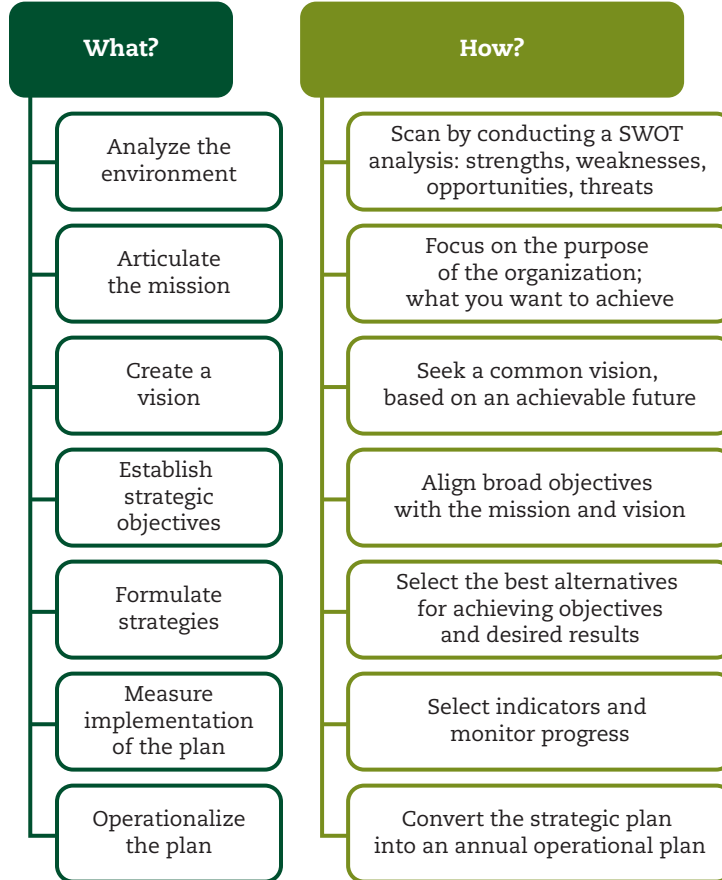 What?
How?
Analyze the
environment
Scan by conducting a SWOT
analysis: strengths, weaknesses,
opportunities, threats
Articulate
the mission
Focus on the purpose
of the organization;
what you want to achieve
Create a
vision
Seek a common vision,
based on an achievable future
Establish
strategic
objectives
Align broad objectives
with the mission and vision
Formulate
strategies
Select the best alternatives
for achieving objectives
and desired results
Measure
implementation
of the plan
Select indicators and
monitor progress
Operationalize
the plan
Convert the strategic plan
into an annual operational plan